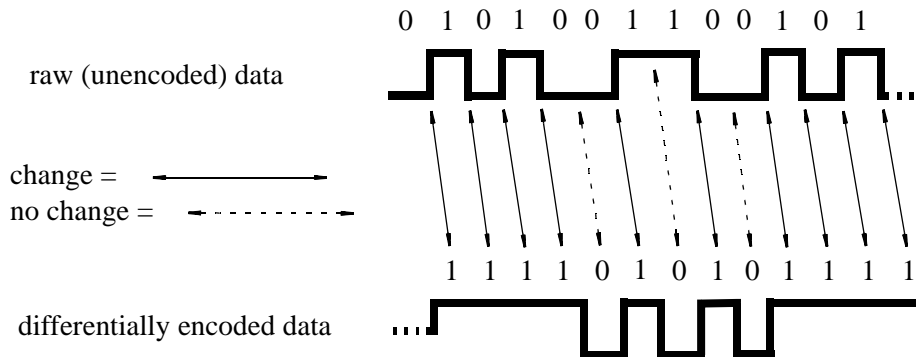 0 1 0 1 0 0 1 1 0 0 1 0 1
raw (unencoded) data
change =
no change =
1 1 1 1 0 1 0 1 0 1 1 1 1
differentially encoded data